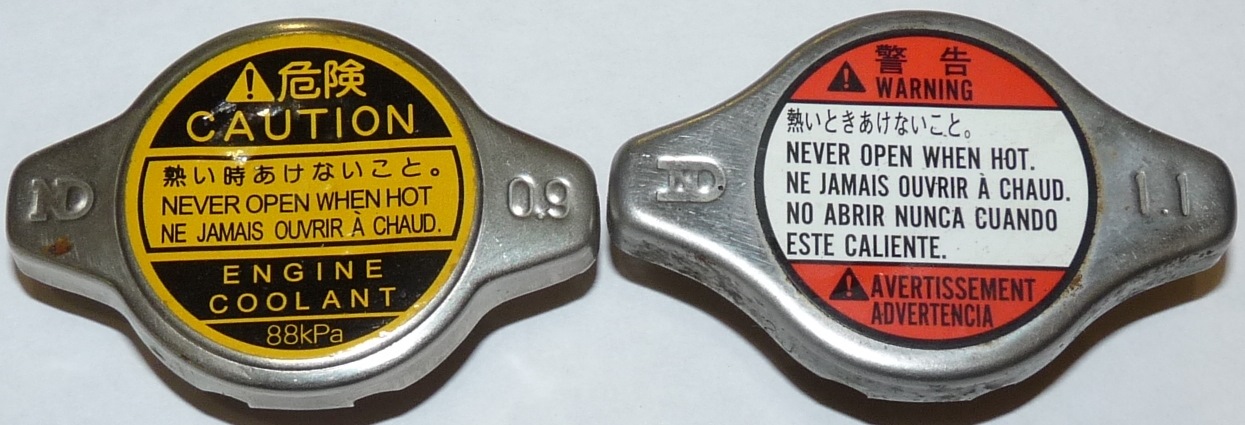 危険
CAUTION
熱い時あけないこと。
NEVER OPEN WHEN HOT
NE JAMAIS OUVRIR À CHAUD.
ENGINE
COOLANT
88kPa
ND
0.9
警告
WARNING
熱いときあけないこと。
NEVER OPEN WHEN HOT.
NE JAMAIS OUVRIR À CHAUD.
NO ABRIR NUNCA CUANDO
ESTE CALIENTE.
AVERTISSEMENT
ADVERTENCIA
ND
1.1